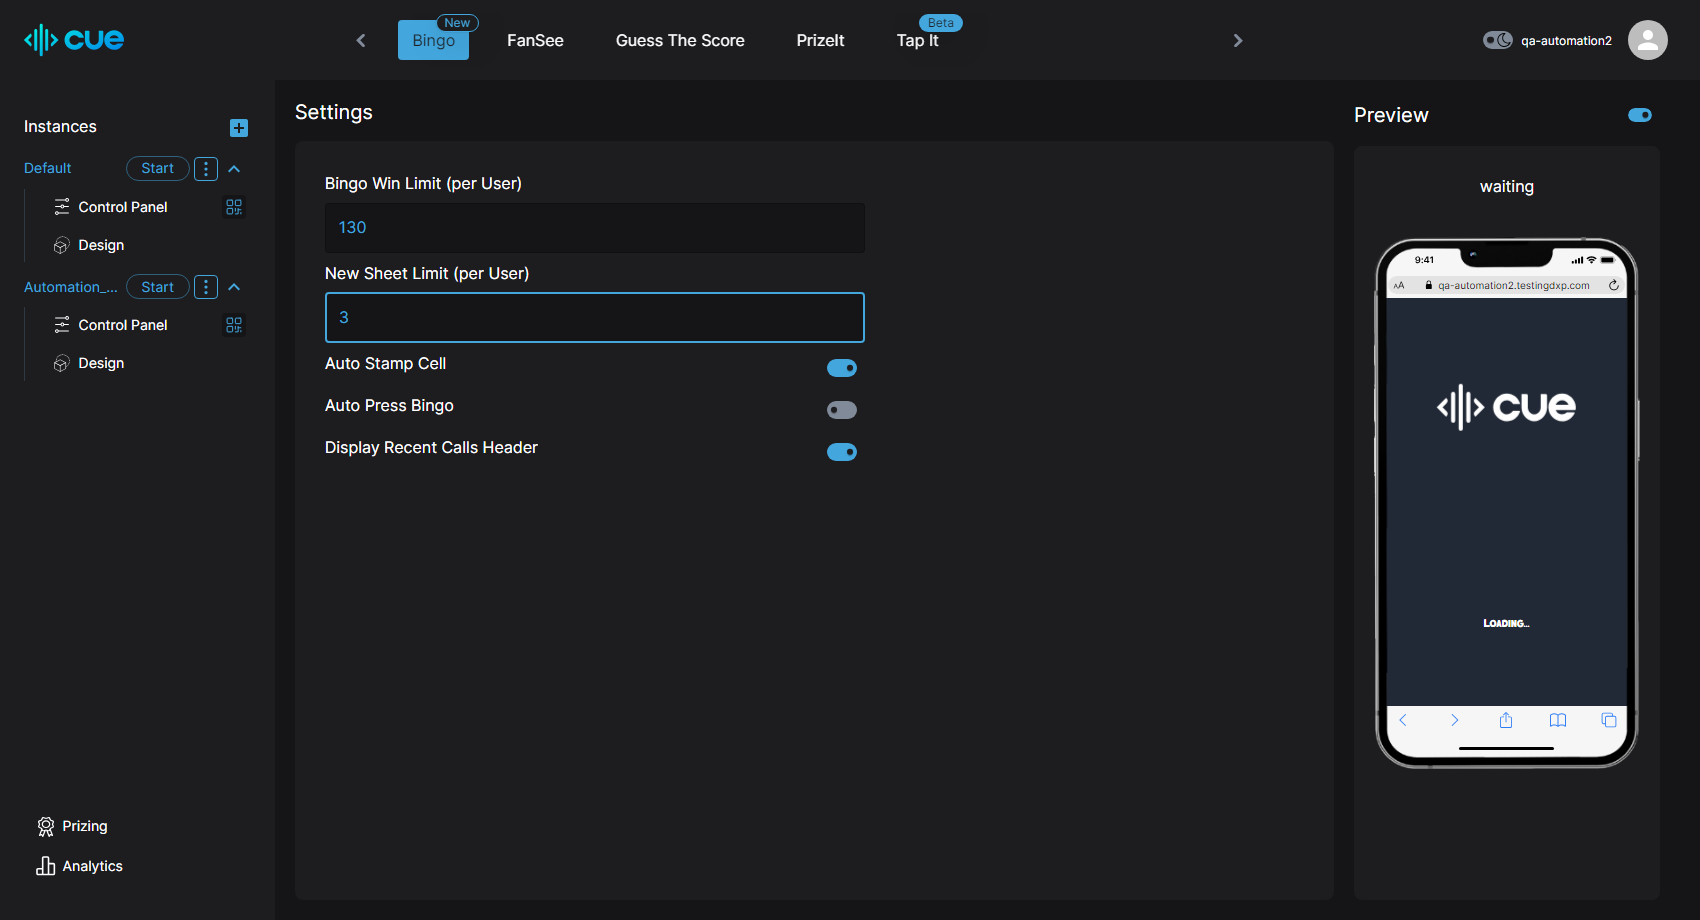 cue
New
Bingo
FanSee
Guess The Score
PrizeIt
Beta
Tap It
qa-automation2
Instances
Default
Start
Control Panel
Design
Automation_...
Start
Control Panel
Design
Prizing
Analytics
Settings
Bingo Win Limit (per User)
130
New Sheet Limit (per User)
3
Auto Stamp Cell
Auto Press Bingo
Display Recent Calls Header
Preview
waiting
9:41
AA qa-automation2.testingdxp.com
cue
LOADING...